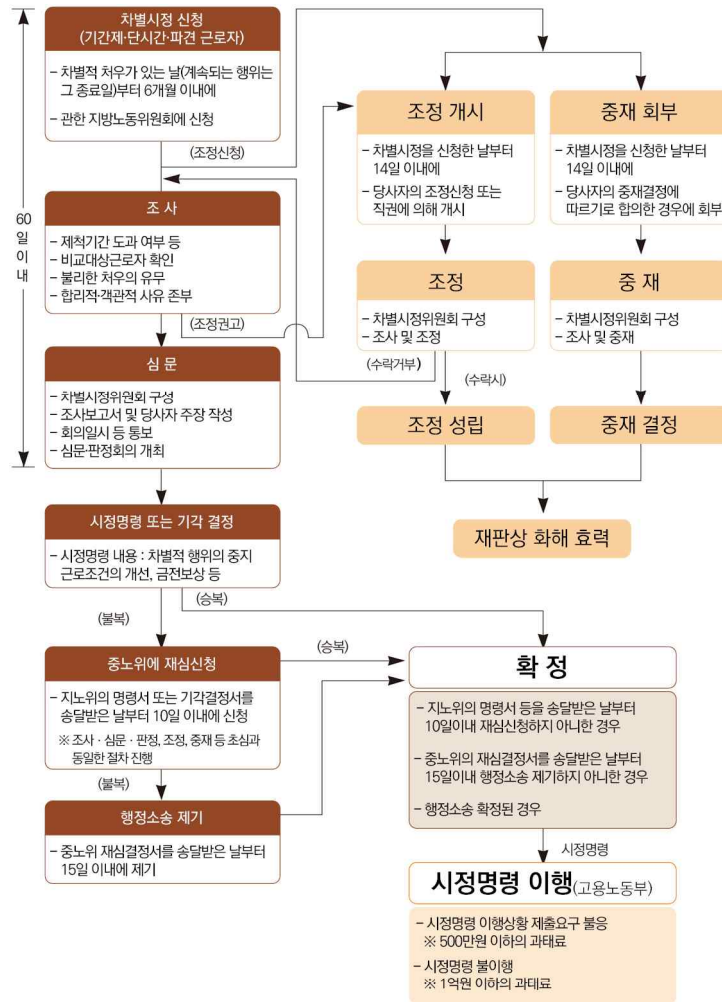 차별시정 신청
(기간제·단시간·파견 근로자)
– 차별적 처우가 있는 날(계속되는 행위는
그 종료일)부터 6개월 이내에
– 관한 지방노동위원회에 신청
(조정신청)
60
일
이
내
조 사
– 제척기간 도과 여부 등
– 비교대상근로자 확인
– 불리한 처우의 유무
– 합리적·객관적 사유 존부
(조정권고)
심 문
– 차별시정위원회 구성
– 조사보고서 및 당사자 주장 작성
– 회의일시 등 통보
– 심문·판정회의 개최
조정 개시
– 차별시정을 신청한 날부터
14일 이내에
– 당사자의 조정신청 또는
직권에 의해 개시
중재 회부
– 차별시정을 신청한 날부터
14일 이내에
– 당사자의 중재결정에
따르기로 합의한 경우에 회부
조정
– 차별시정위원회 구성
– 조사 및 조정
(수락거부)
(수락시)
중 재
– 차별시정위원회 구성
– 조사 및 중재
조정 성립
중재 결정
재판상 화해 효력
시정명령 또는 기각 결정
– 시정명령 내용 : 차별적 행위의 중지
근로조건의 개선, 금전보상 등
(불복)
(승복)
중노위에 재심신청
– 지노위의 명령서 또는 기각결정서를
송달받은 날부터 10일 이내에 신청
※ 조사 · 심문 · 판정, 조정, 중재 등 초심과
동일한 절차 진행
(승복)
(불복)
행정소송 제기
– 중노위 재심결정서를 송달받은 날부터
15일 이내에 제기
확 정
– 지노위의 명령서 등을 송달받은 날부터
10일이내 재심신청하지 아니한 경우
– 중노위의 재심결정서를 송달받은 날부터
15일이내 행정소송 제기하지 아니한 경우
– 행정소송 확정된 경우
시정명령
시정명령 이행(고용노동부)
– 시정명령 이행상황 제출요구 불응
※ 500만원 이하의 과태료
– 시정명령 불이행
※ 1억원 이하의 과태료